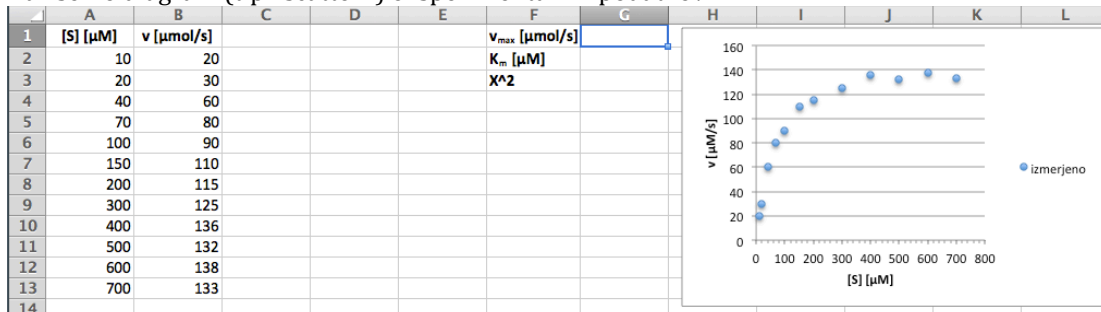 A B C D E F G H I J K L
1 [S] [µM] v [µmol/s] vmax [µmol/s]
2 10 20 Km [µM]
3 20 30 X^2
4 40 60
5 70 80
6 100 90
7 150 110
8 200 115
9 300 125
10 400 136
11 500 132
12 600 138
13 700 133
14
160
140
120
100
80
60
40
20
0
v [µM/s]
0 100 200 300 400 500 600 700 800
[S] [µM]
izmerjeno